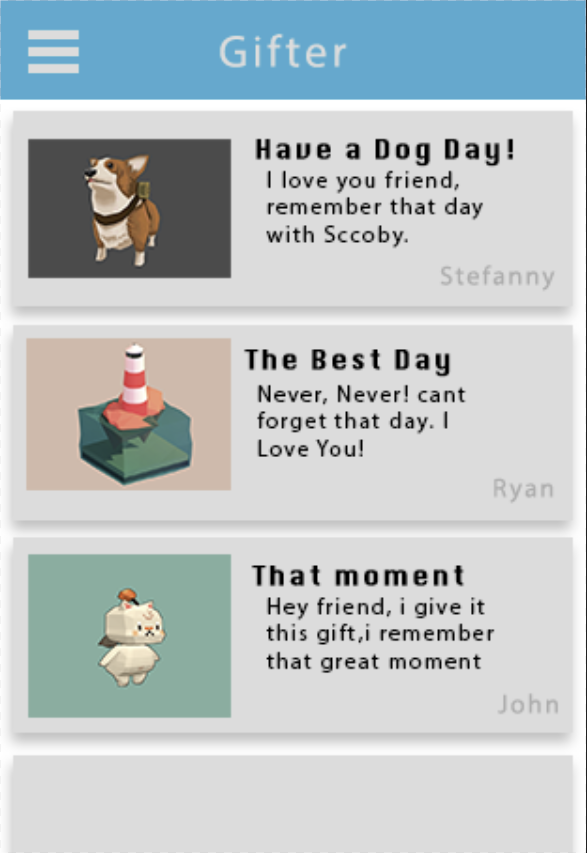 Gifter
Have a Dog Day!
I love you friend,
remember that day
with Sccoby.
Stefanny
The Best Day
Never, Never! cant
forget that day. I
Love You!
Ryan
That moment
Hey friend, i give it
this gift,i remember
that great moment
John